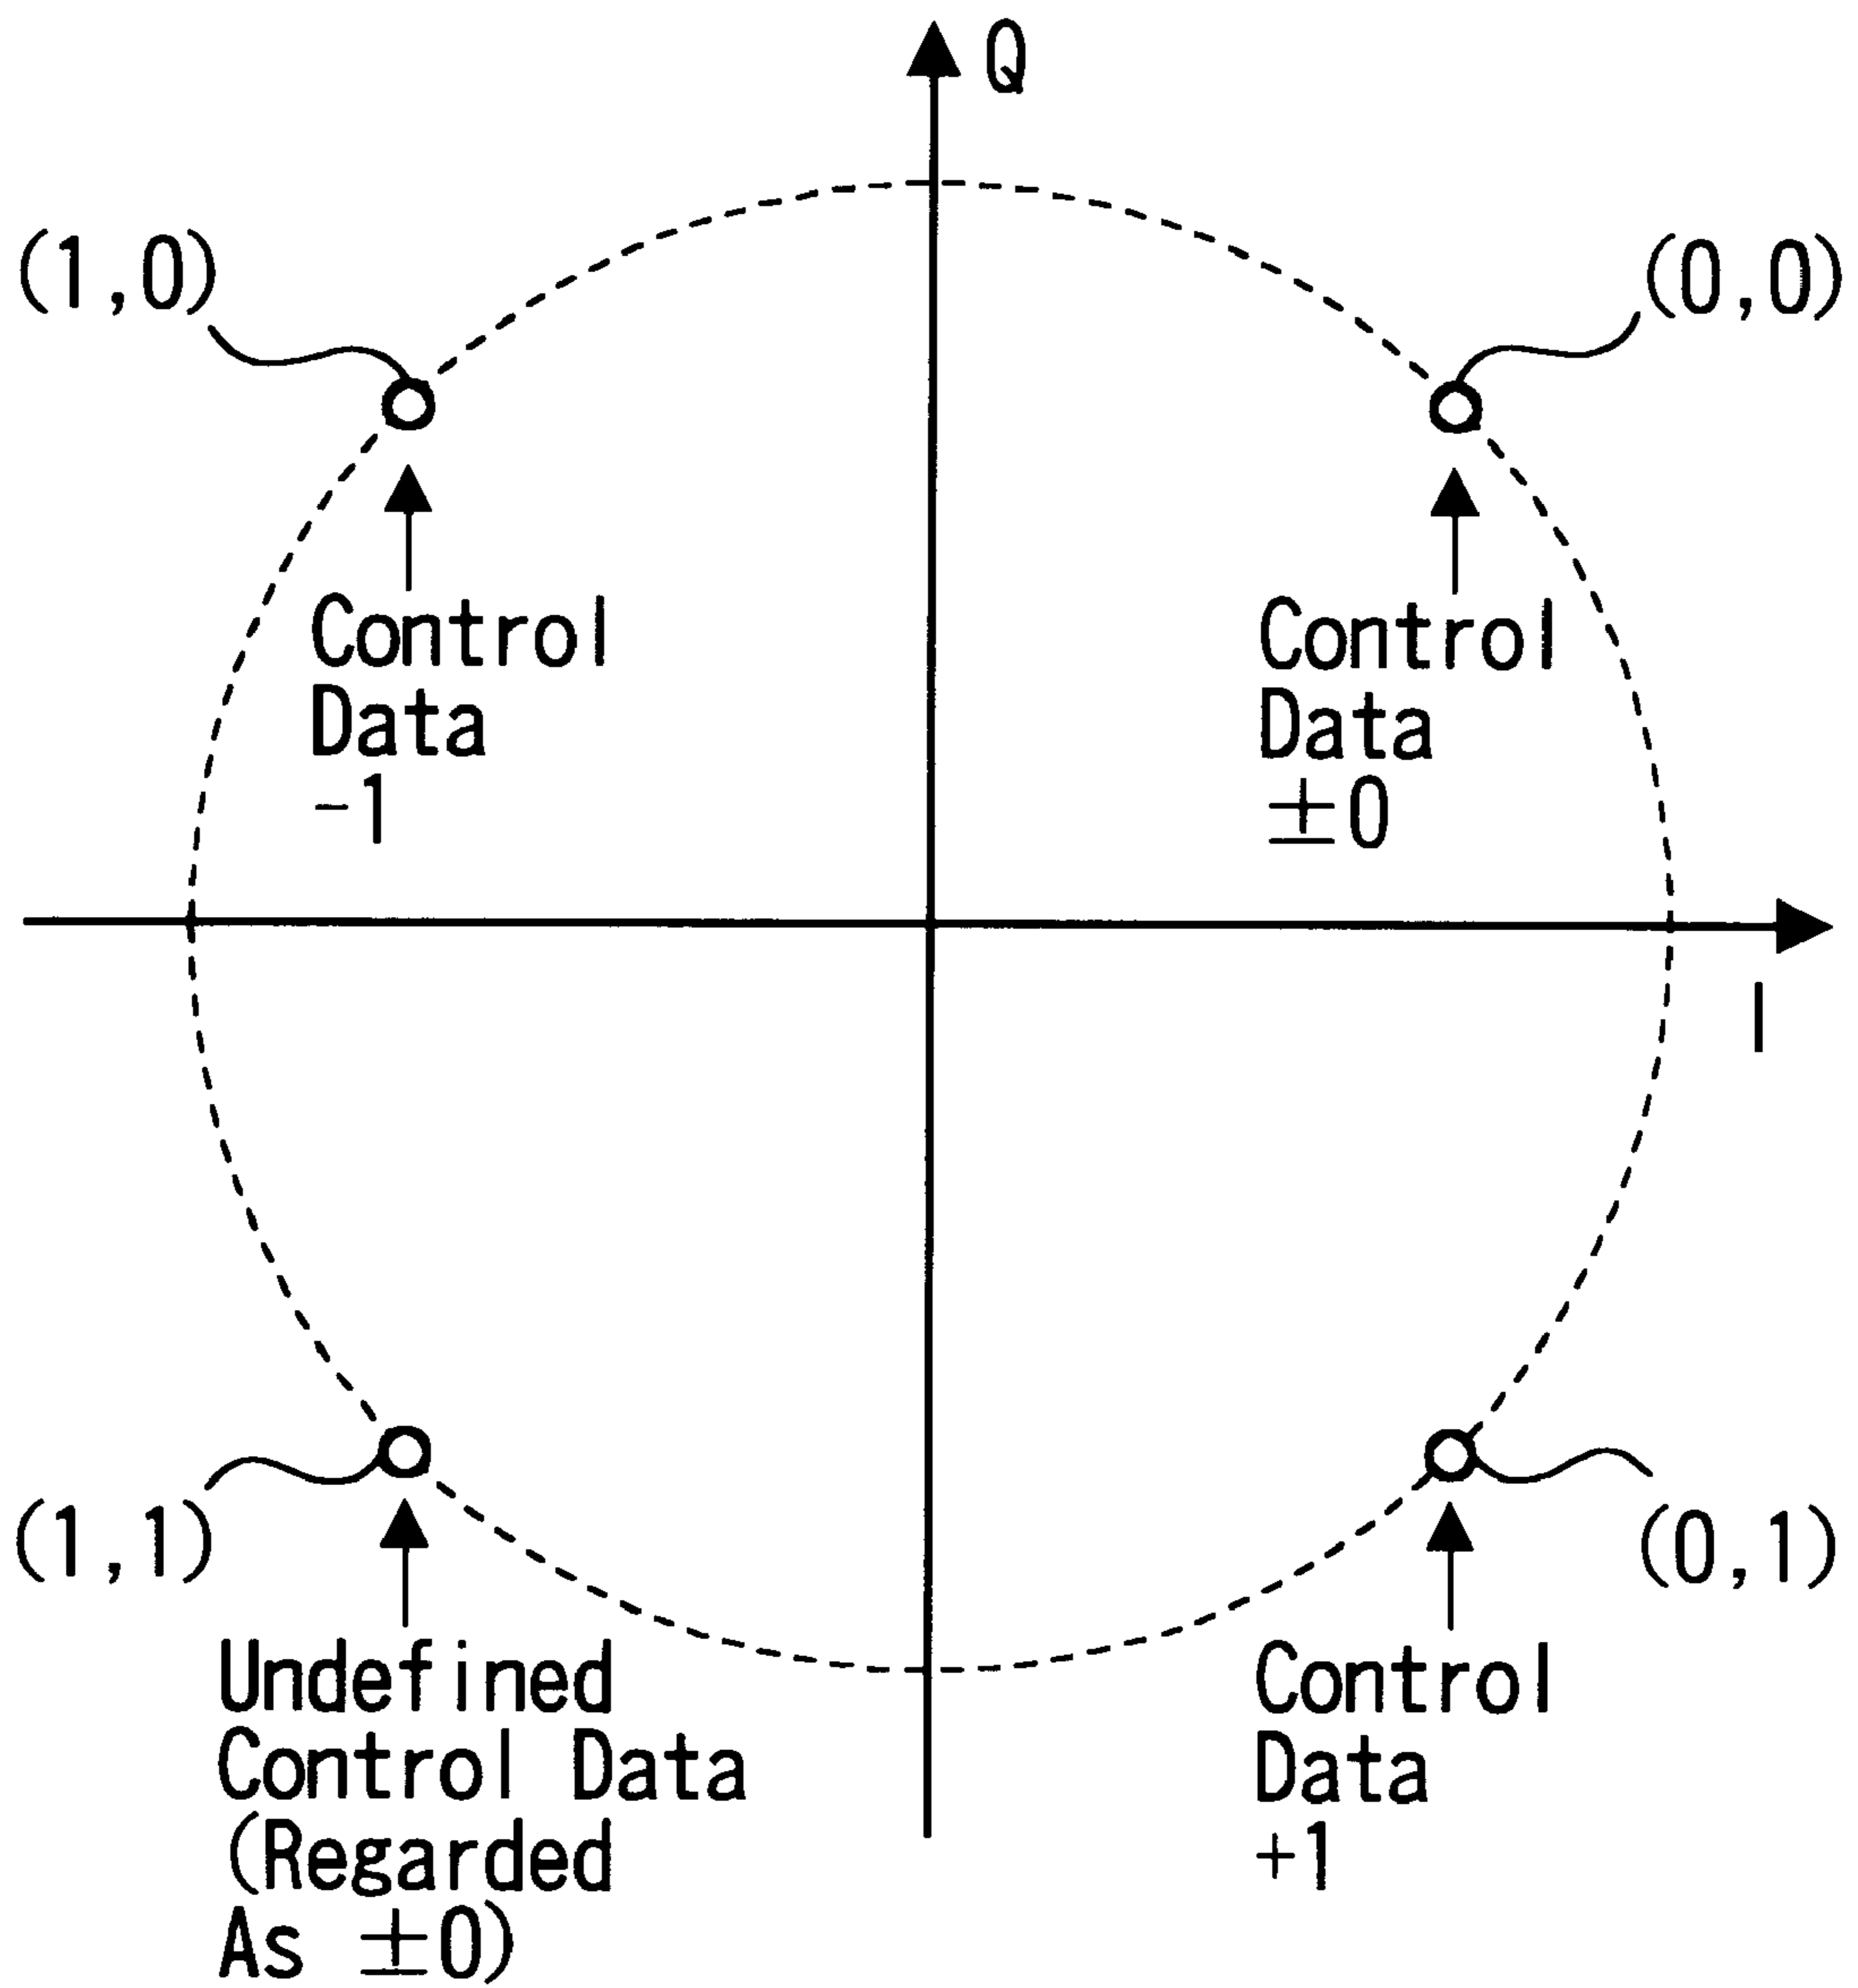 Q
(1,0)
(0,0)
Control
Data
-1
Control
Data
±0
I
(1,1)
(0,1)
Undefined
Control Data
(Regarded
As ±0)
Control
Data
+1